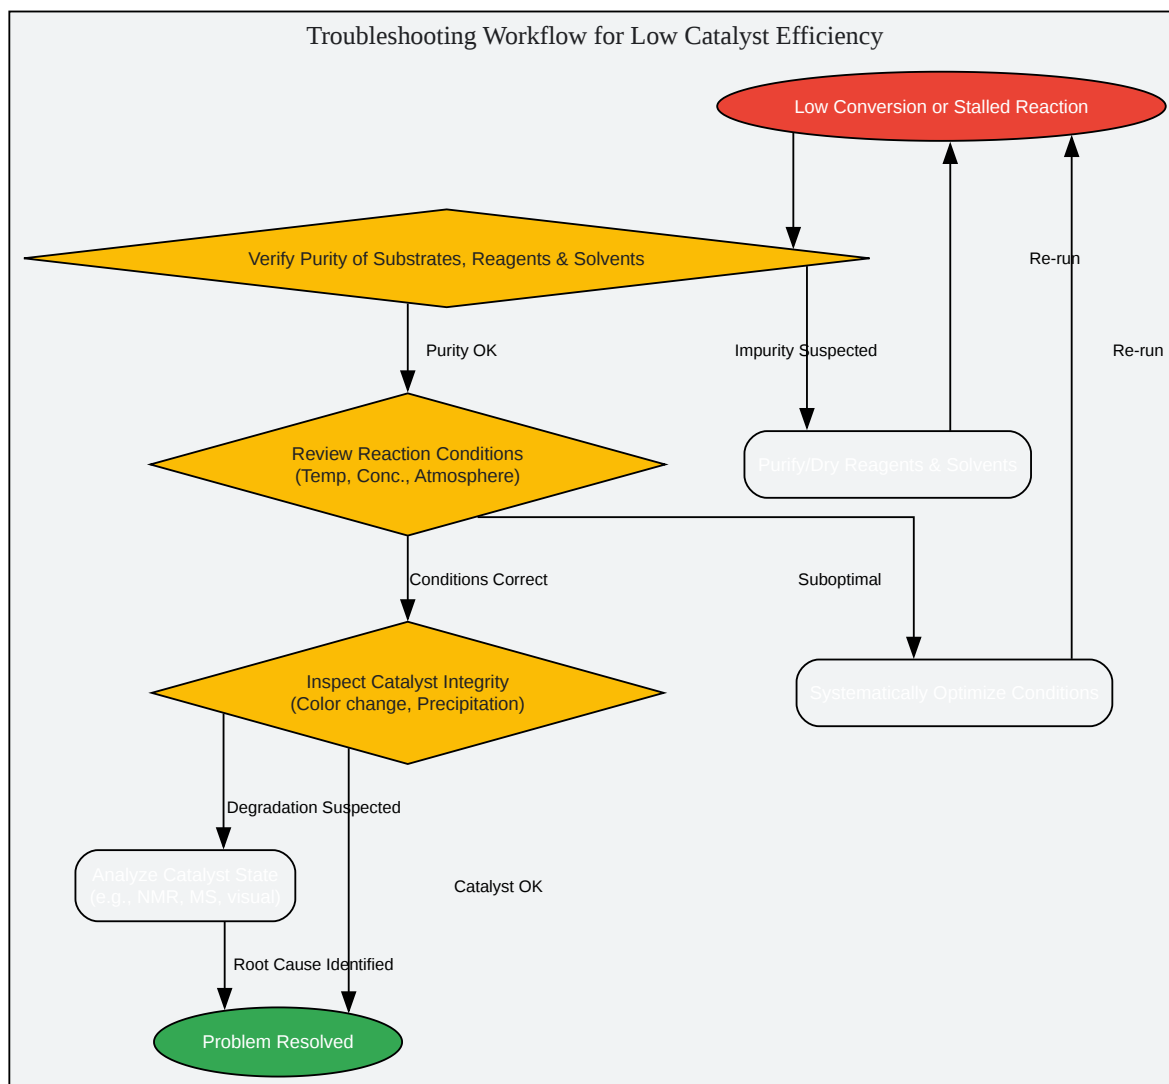 Troubleshooting Workflow for Low Catalyst Efficiency
Low Conversion or Stalled Reaction
Verify Purity of Substrates, Reagents & Solvents
Re-run
Purity OK
Impurity Suspected
Re-run
Review Reaction Conditions
(Temp, Conc., Atmosphere)
Purify/Dry Reagents & Solvents
Conditions Correct
Suboptimal
Inspect Catalyst Integrity
(Color change, Precipitation)
Systematically Optimize Conditions
Degradation Suspected
Analyze Catalyst State
(e.g., NMR, MS, visual)
Catalyst OK
Root Cause Identified
Problem Resolved